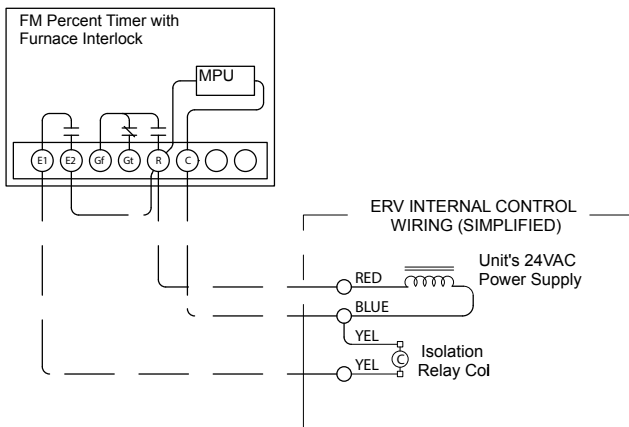 FM Percent Timer with
Furnace Interlock
MPU
E1 E2 Gf Gt R C
ERV INTERNAL CONTROL
WIRING (SIMPLIFIED)
Unit's 24VAC
Power Supply
RED
BLUE
YEL
C
Isolation
Relay Col
YEL